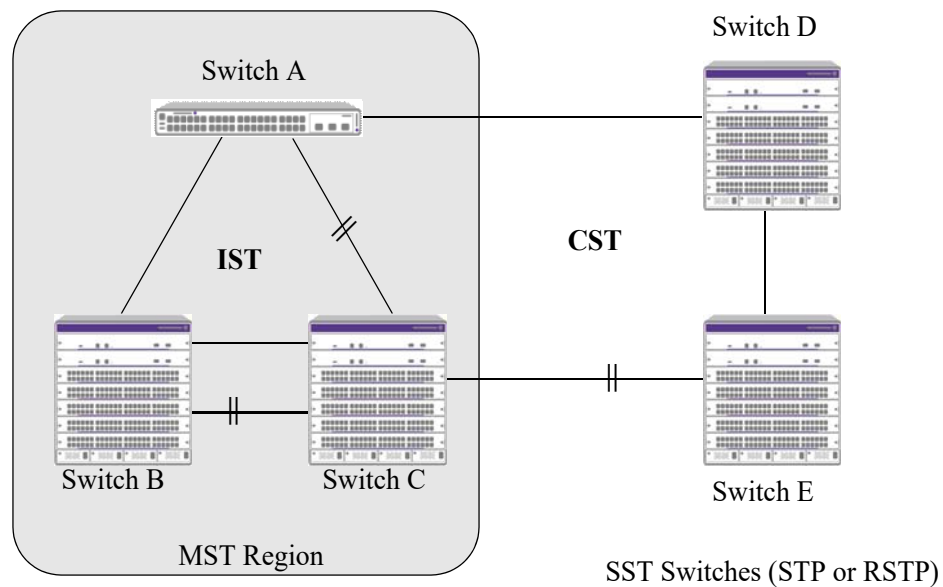 Switch D
Switch A
IST
CST
Switch B
Switch C
Switch E
MST Region
SST Switches (STP or RSTP)